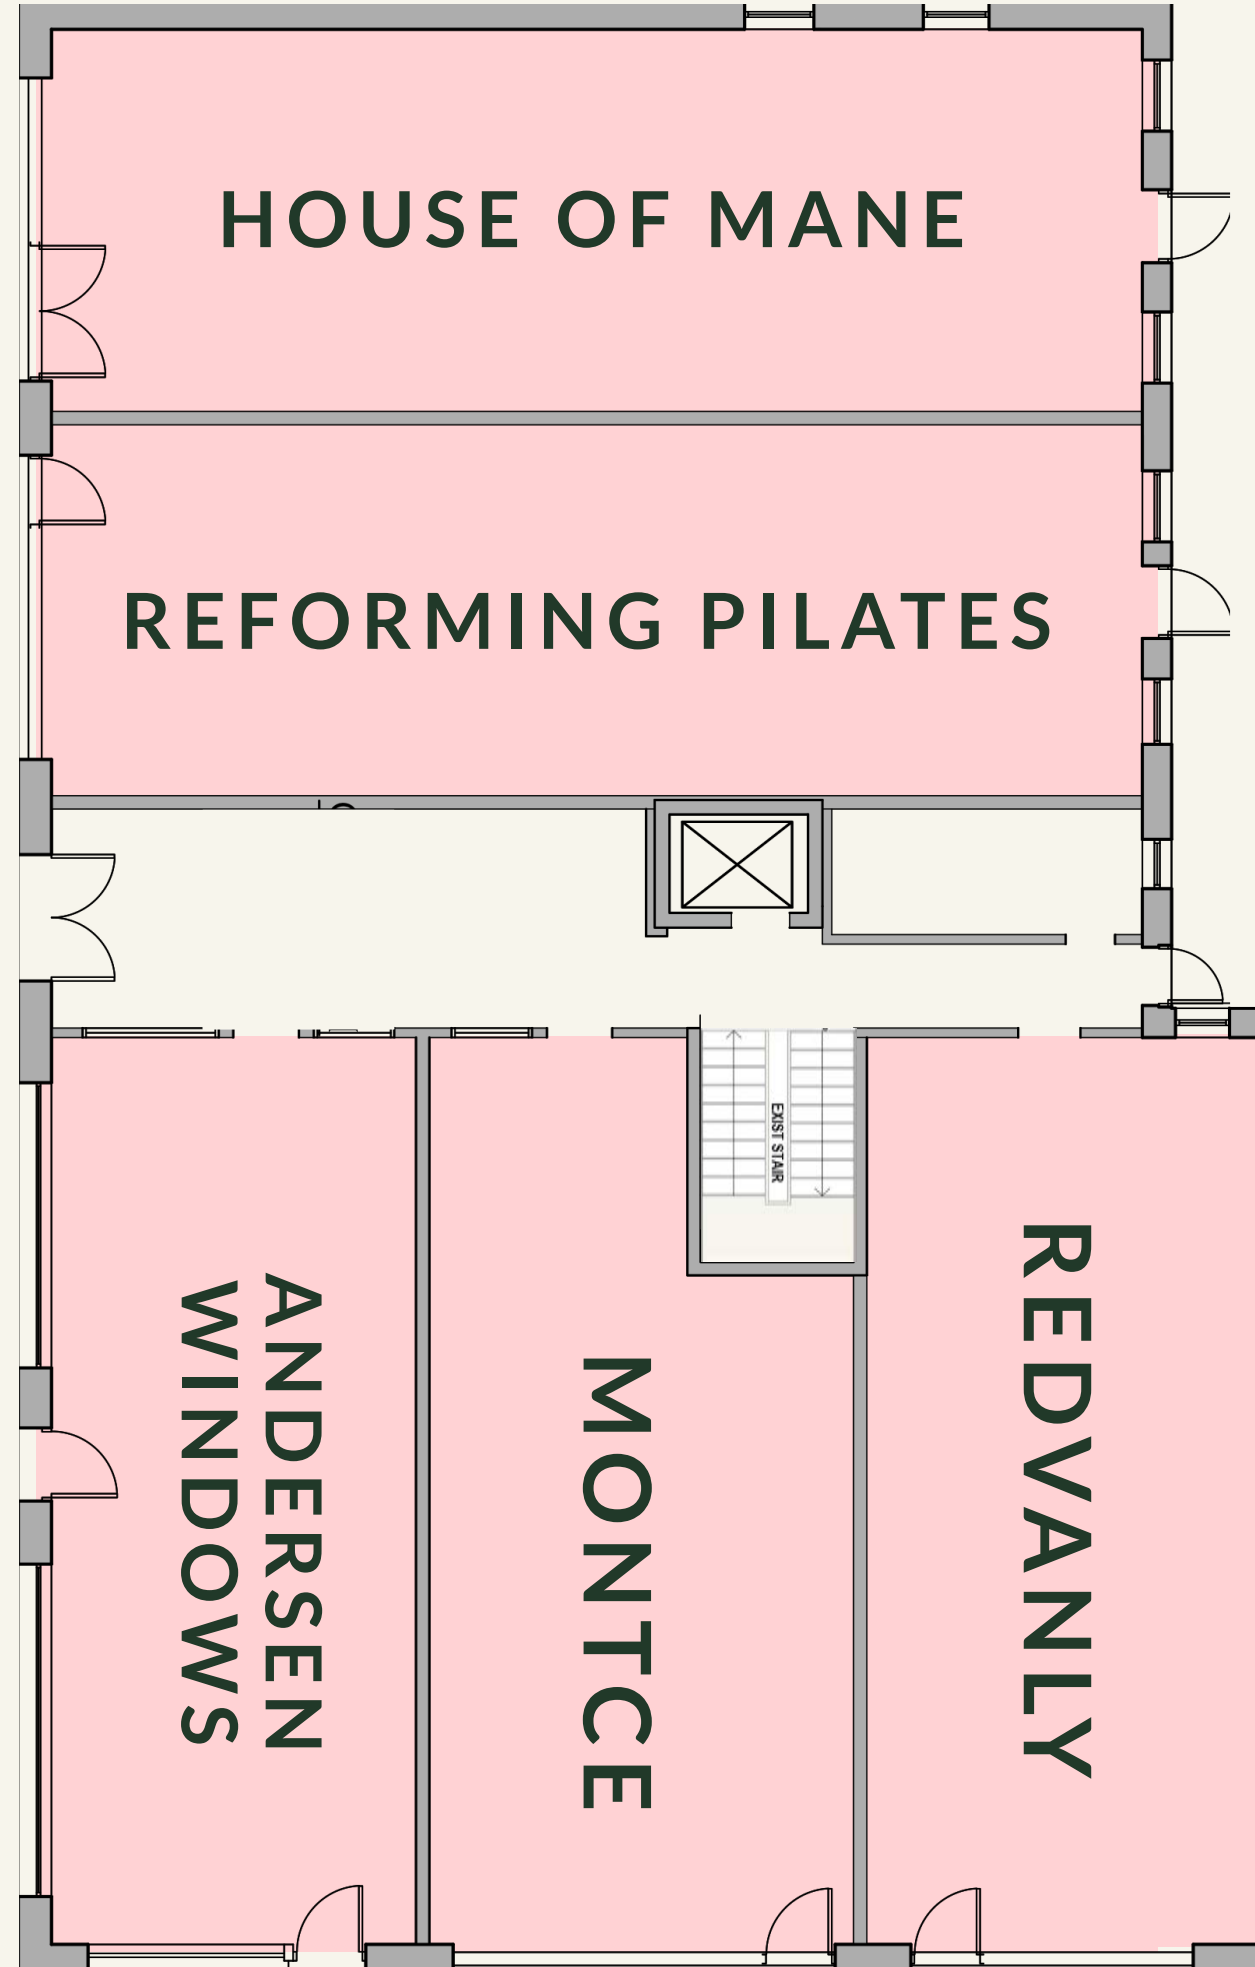 HOUSE OF MANE
REFORMING PILATES
EXIST STAIR
ANDERSEN
WINDOWS
MONTCE
REDVANLY